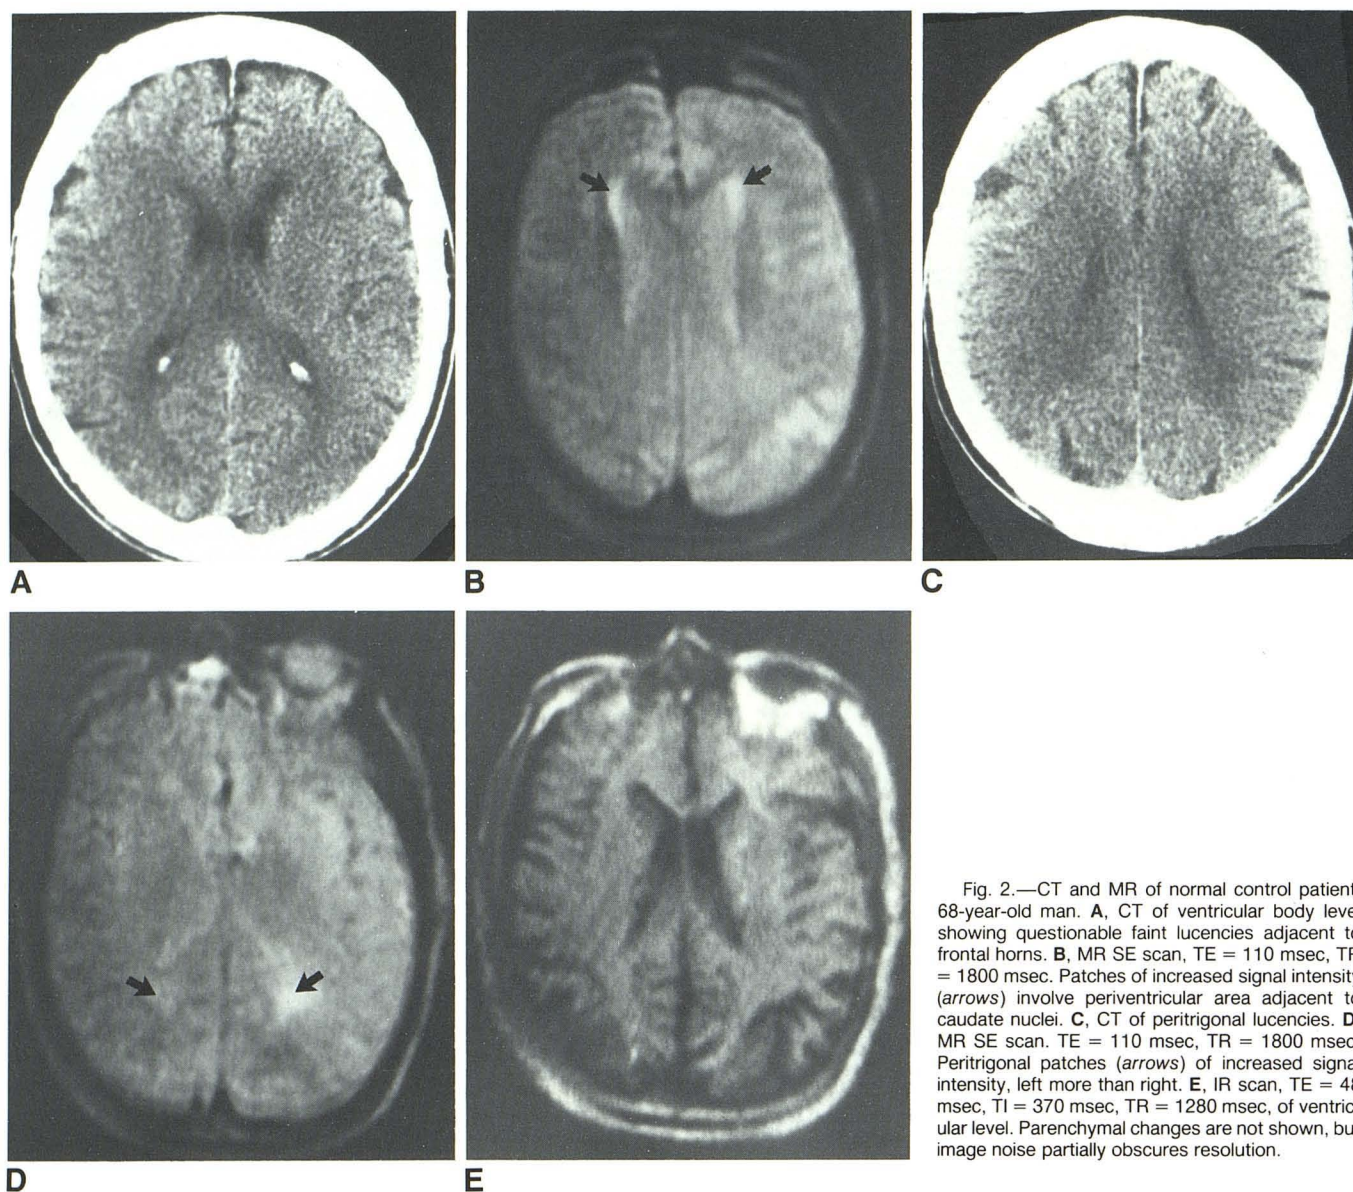 A
B
C
D
E
Fig. 2.—CT and MR of normal control patient
68-year-old man. A, CT of ventricular body leve
showing questionable faint lucencies adjacent to
frontal horns. B, MR SE scan, TE = 110 msec, TR
= 1800 msec. Patches of increased signal intensity
(arrows) involve periventricular area adjacent to
caudate nuclei. C, CT of peritrigonal lucencies. D
MR SE scan. TE = 110 msec, TR = 1800 msec
Peritrigonal patches (arrows) of increased signa
intensity, left more than right. E, IR scan, TE = 48
msec, TI = 370 msec, TR = 1280 msec, of ventric
ular level. Parenchymal changes are not shown, bu
image noise partially obscures resolution.